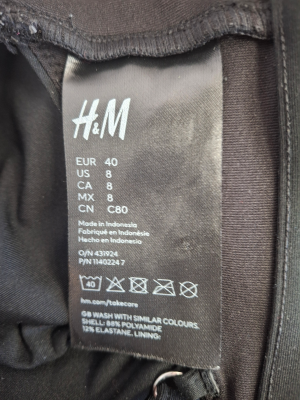 H&M
EUR 40
US 8
CA 8
MX 8
CN C80
Made in Indonesia
Fabriqué en Indonésie
Hecho en Indonesia
O/N 431924
P/N 1140224 7
40
hm.com/takecare
GB WASH WITH SIMILAR COLOURS.
SHELL: 88% POLYAMIDE
12% ELASTANE. LINING: